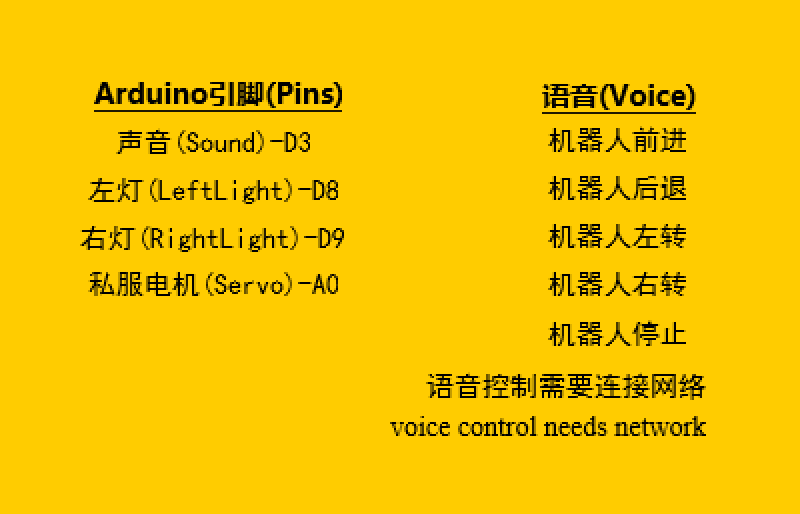 Arduino引脚(Pins)
声音(Sound)-D3
左灯(LeftLight)-D8
右灯(RightLight)-D9
私服电机(Servo)-A0
语音(Voice)
机器人前进
机器人后退
机器人左转
机器人右转
机器人停止
语音控制需要连接网络
voice control needs network